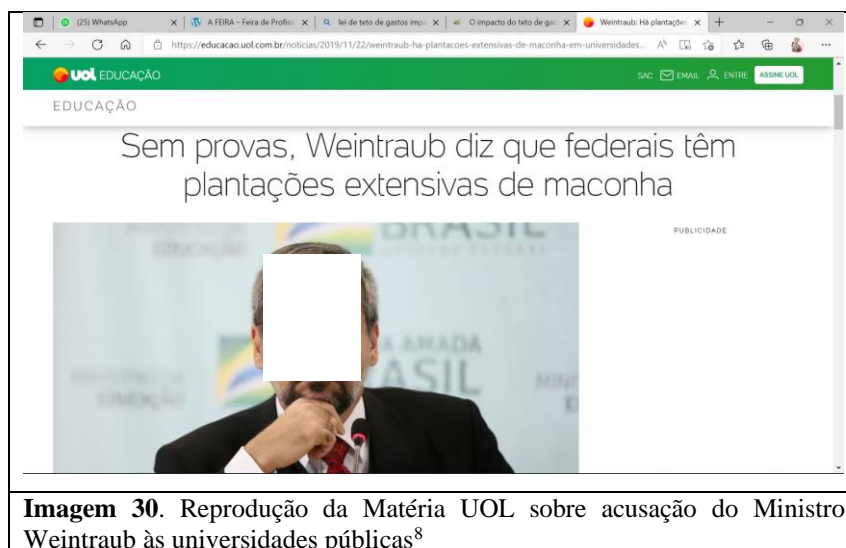 (25) WhatsApp
A FEIRA – Feira de Profiss
lei de teto de gastos impa
O impacto do teto de gas
Weintraub: Há plantações
https://educacao.uol.com.br/noticias/2019/11/22/weintraub-ha-plantacoes-extensivas-de-maconha-em-universidades...
UOL EDUCAÇÃO
SAC EMAIL ENTRE ASSINE UOL
EDUCAÇÃO
Sem provas, Weintraub diz que federais têm
plantações extensivas de maconha
PUBLICIDADE
BRASIL
AMADA
Imagem 30. Reprodução da Matéria UOL sobre acusação do Ministro
Weintraub às universidades públicas8